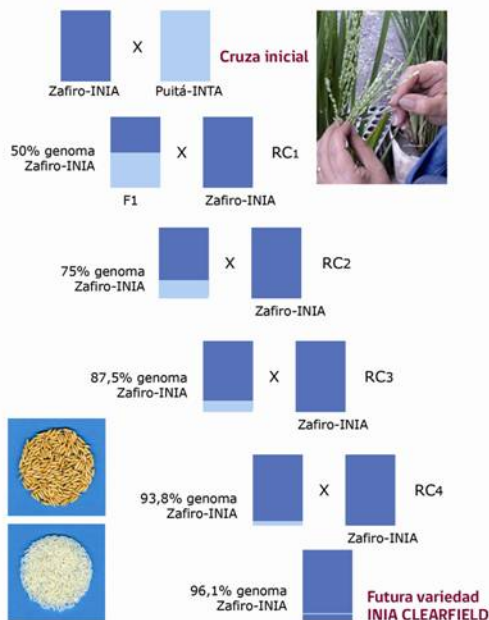 X
Cruza inicial
Zafiro-INIA
Puitá-INTA
50% genoma
Zafiro-INIA
X
RC1
F1
Zafiro-INIA
75% genoma
Zafiro-INIA
X
RC2
Zafiro-INIA
87,5% genoma
Zafiro-INIA
X
RC3
Zafiro-INIA
93,8% genoma
Zafiro-INIA
X
RC4
Zafiro-INIA
96,1% genoma
Zafiro-INIA
Futura variedad
INIA CLEARFIELD